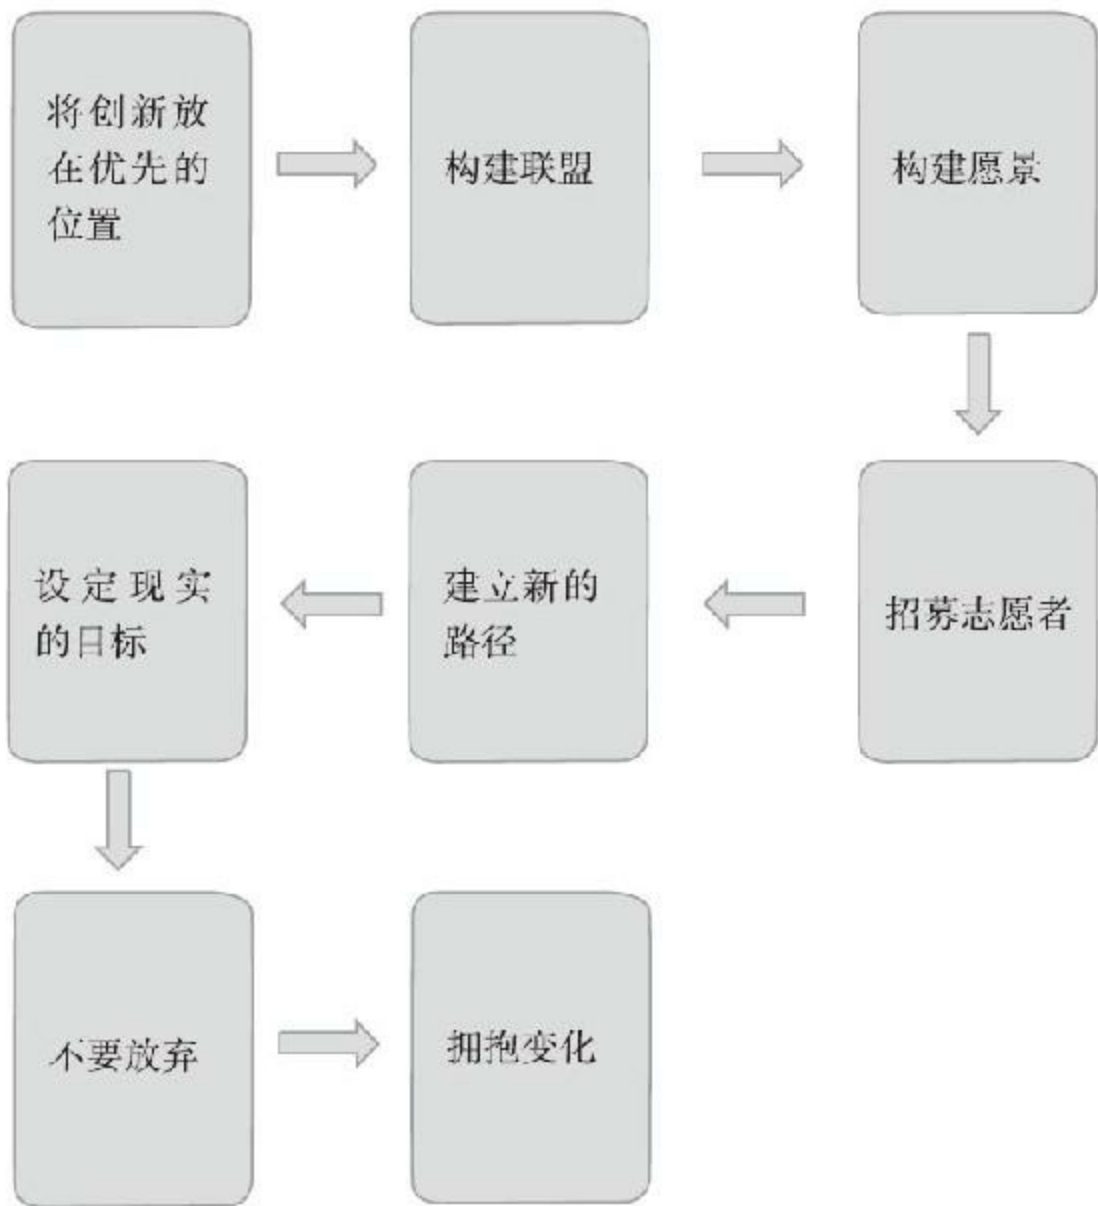 将创新放
在优先的
位置
构建联盟
构建愿景
招募志愿者
建立新的
路径
设定现实
的目标
不要放弃
拥抱变化